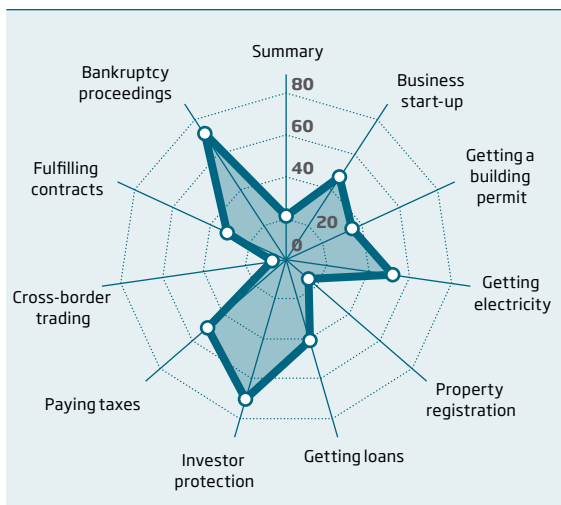 Summary
80
60
40
20
0
Business
start-up
Getting a
building
permit
Getting
electricity
Property
registration
Getting loans
Investor
protection
Paying taxes
Cross-border
trading
Fulfilling
contracts
Bankruptcy
proceedings